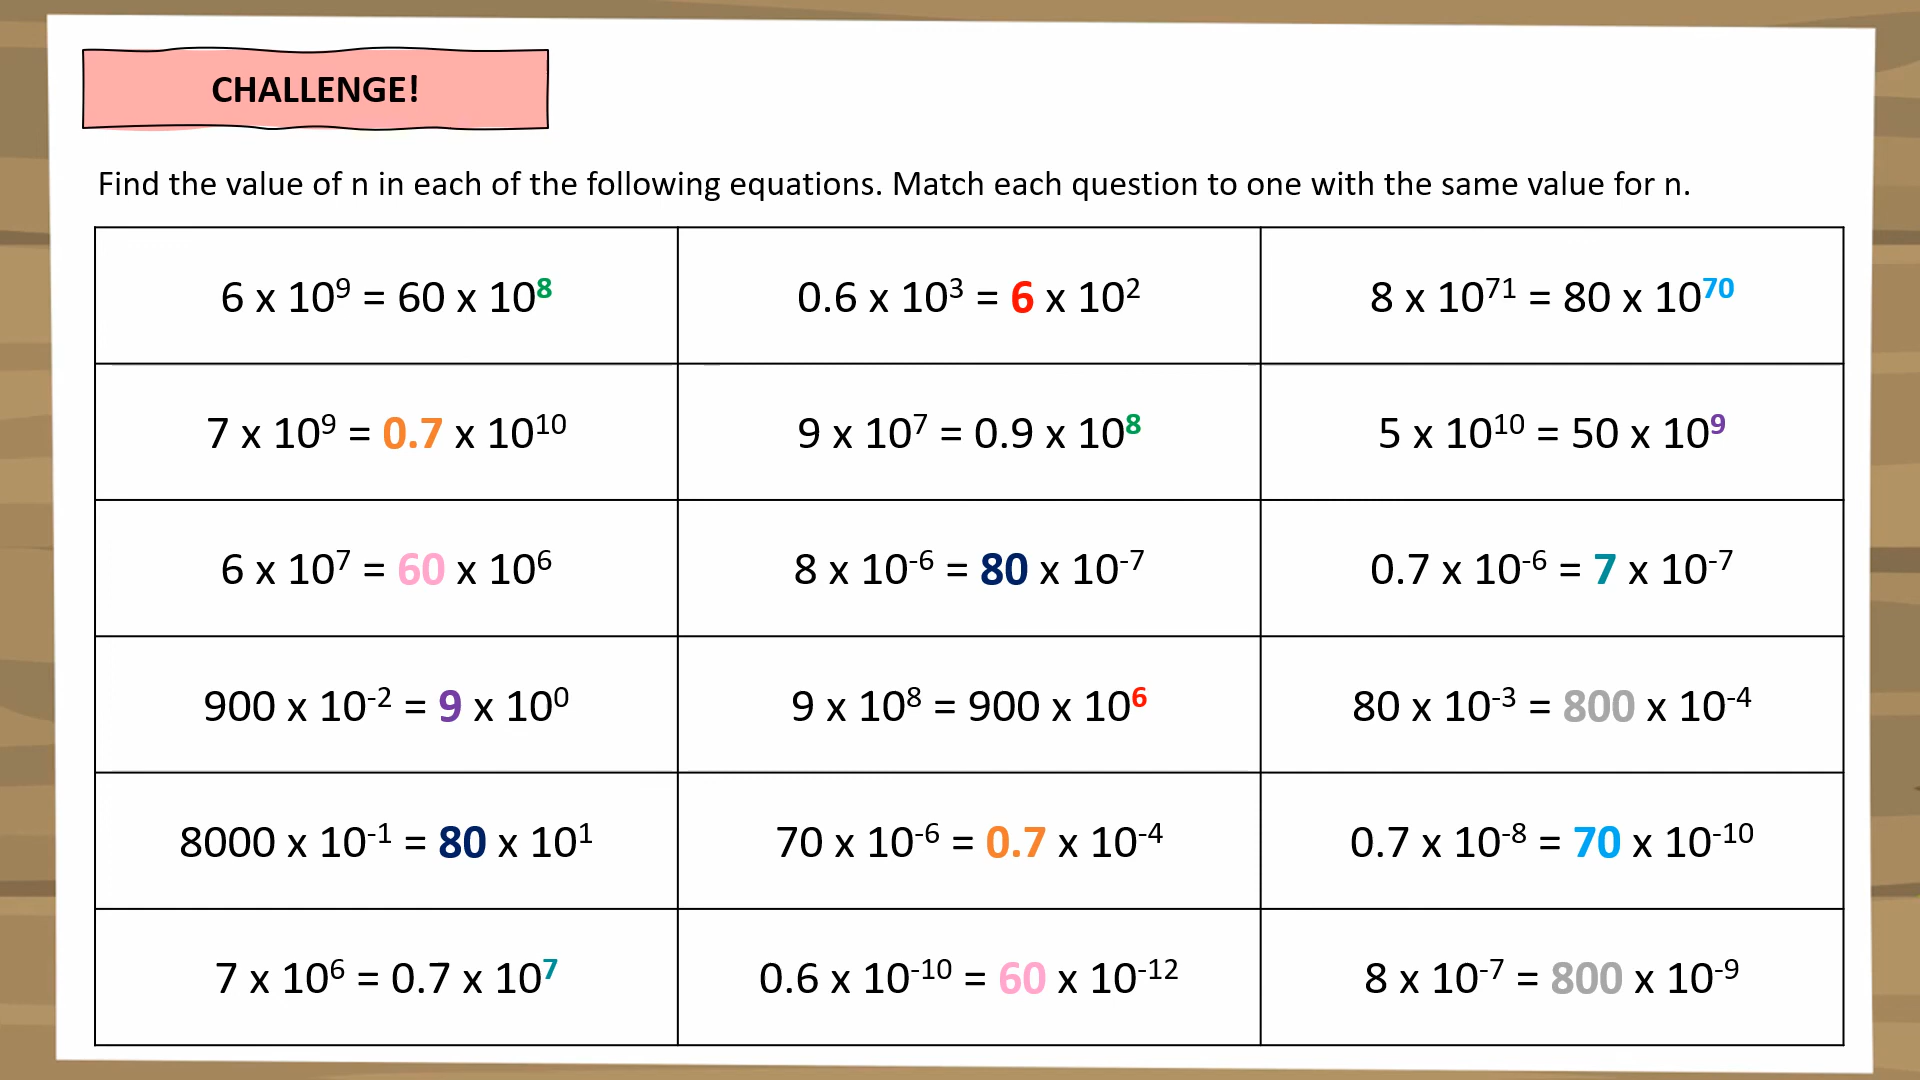 CHALLENGE!
Find the value of n in each of the following equations. Match each question to one with the same value for n.
6 x 10⁹ = 60 x 10⁸
0.6 x 10³ = 6 x 10²
8 x 10⁷¹ = 80 x 10⁷⁰
7 x 10⁹ = 0.7 x 10¹⁰
9 x 10⁷ = 0.9 x 10⁸
5 x 10¹⁰ = 50 x 10⁹
6 x 10⁷ = 60 x 10⁶
8 x 10⁻⁶ = 80 x 10⁻⁷
0.7 x 10⁻⁶ = 7 x 10⁻⁷
900 x 10⁻² = 9 x 10⁰
9 x 10⁸ = 900 x 10⁶
80 x 10⁻³ = 800 x 10⁻⁴
8000 x 10⁻¹ = 80 x 10¹
70 x 10⁻⁶ = 0.7 x 10⁻⁴
0.7 x 10⁻⁸ = 70 x 10⁻¹⁰
7 x 10⁶ = 0.7 x 10⁷
0.6 x 10⁻¹⁰ = 60 x 10⁻¹²
8 x 10⁻⁷ = 800 x 10⁻⁹